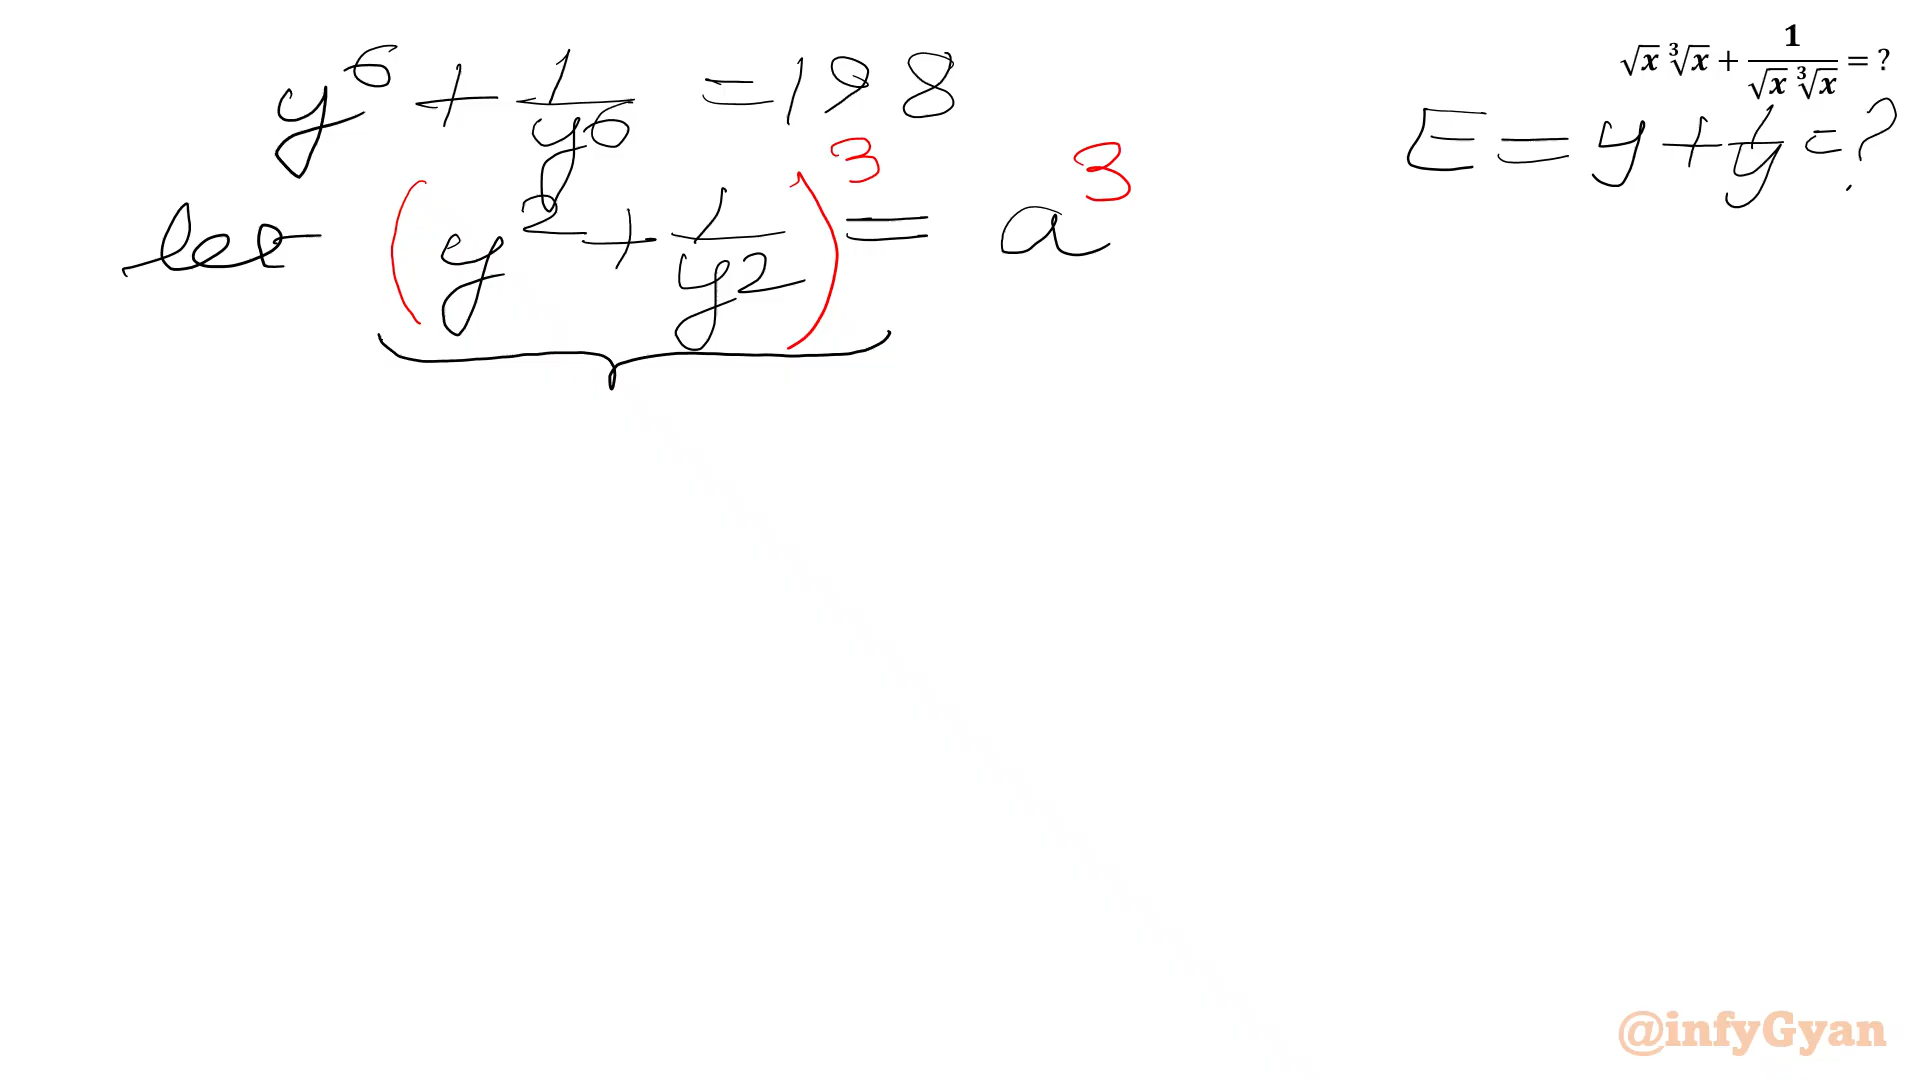 y⁶ + 1/y⁶ = 198
√x ∛x + 1/(√x ∛x) = ?
E = y + 1/y = ?
let (y² + 1/y²)³ = a³
@infyGyan